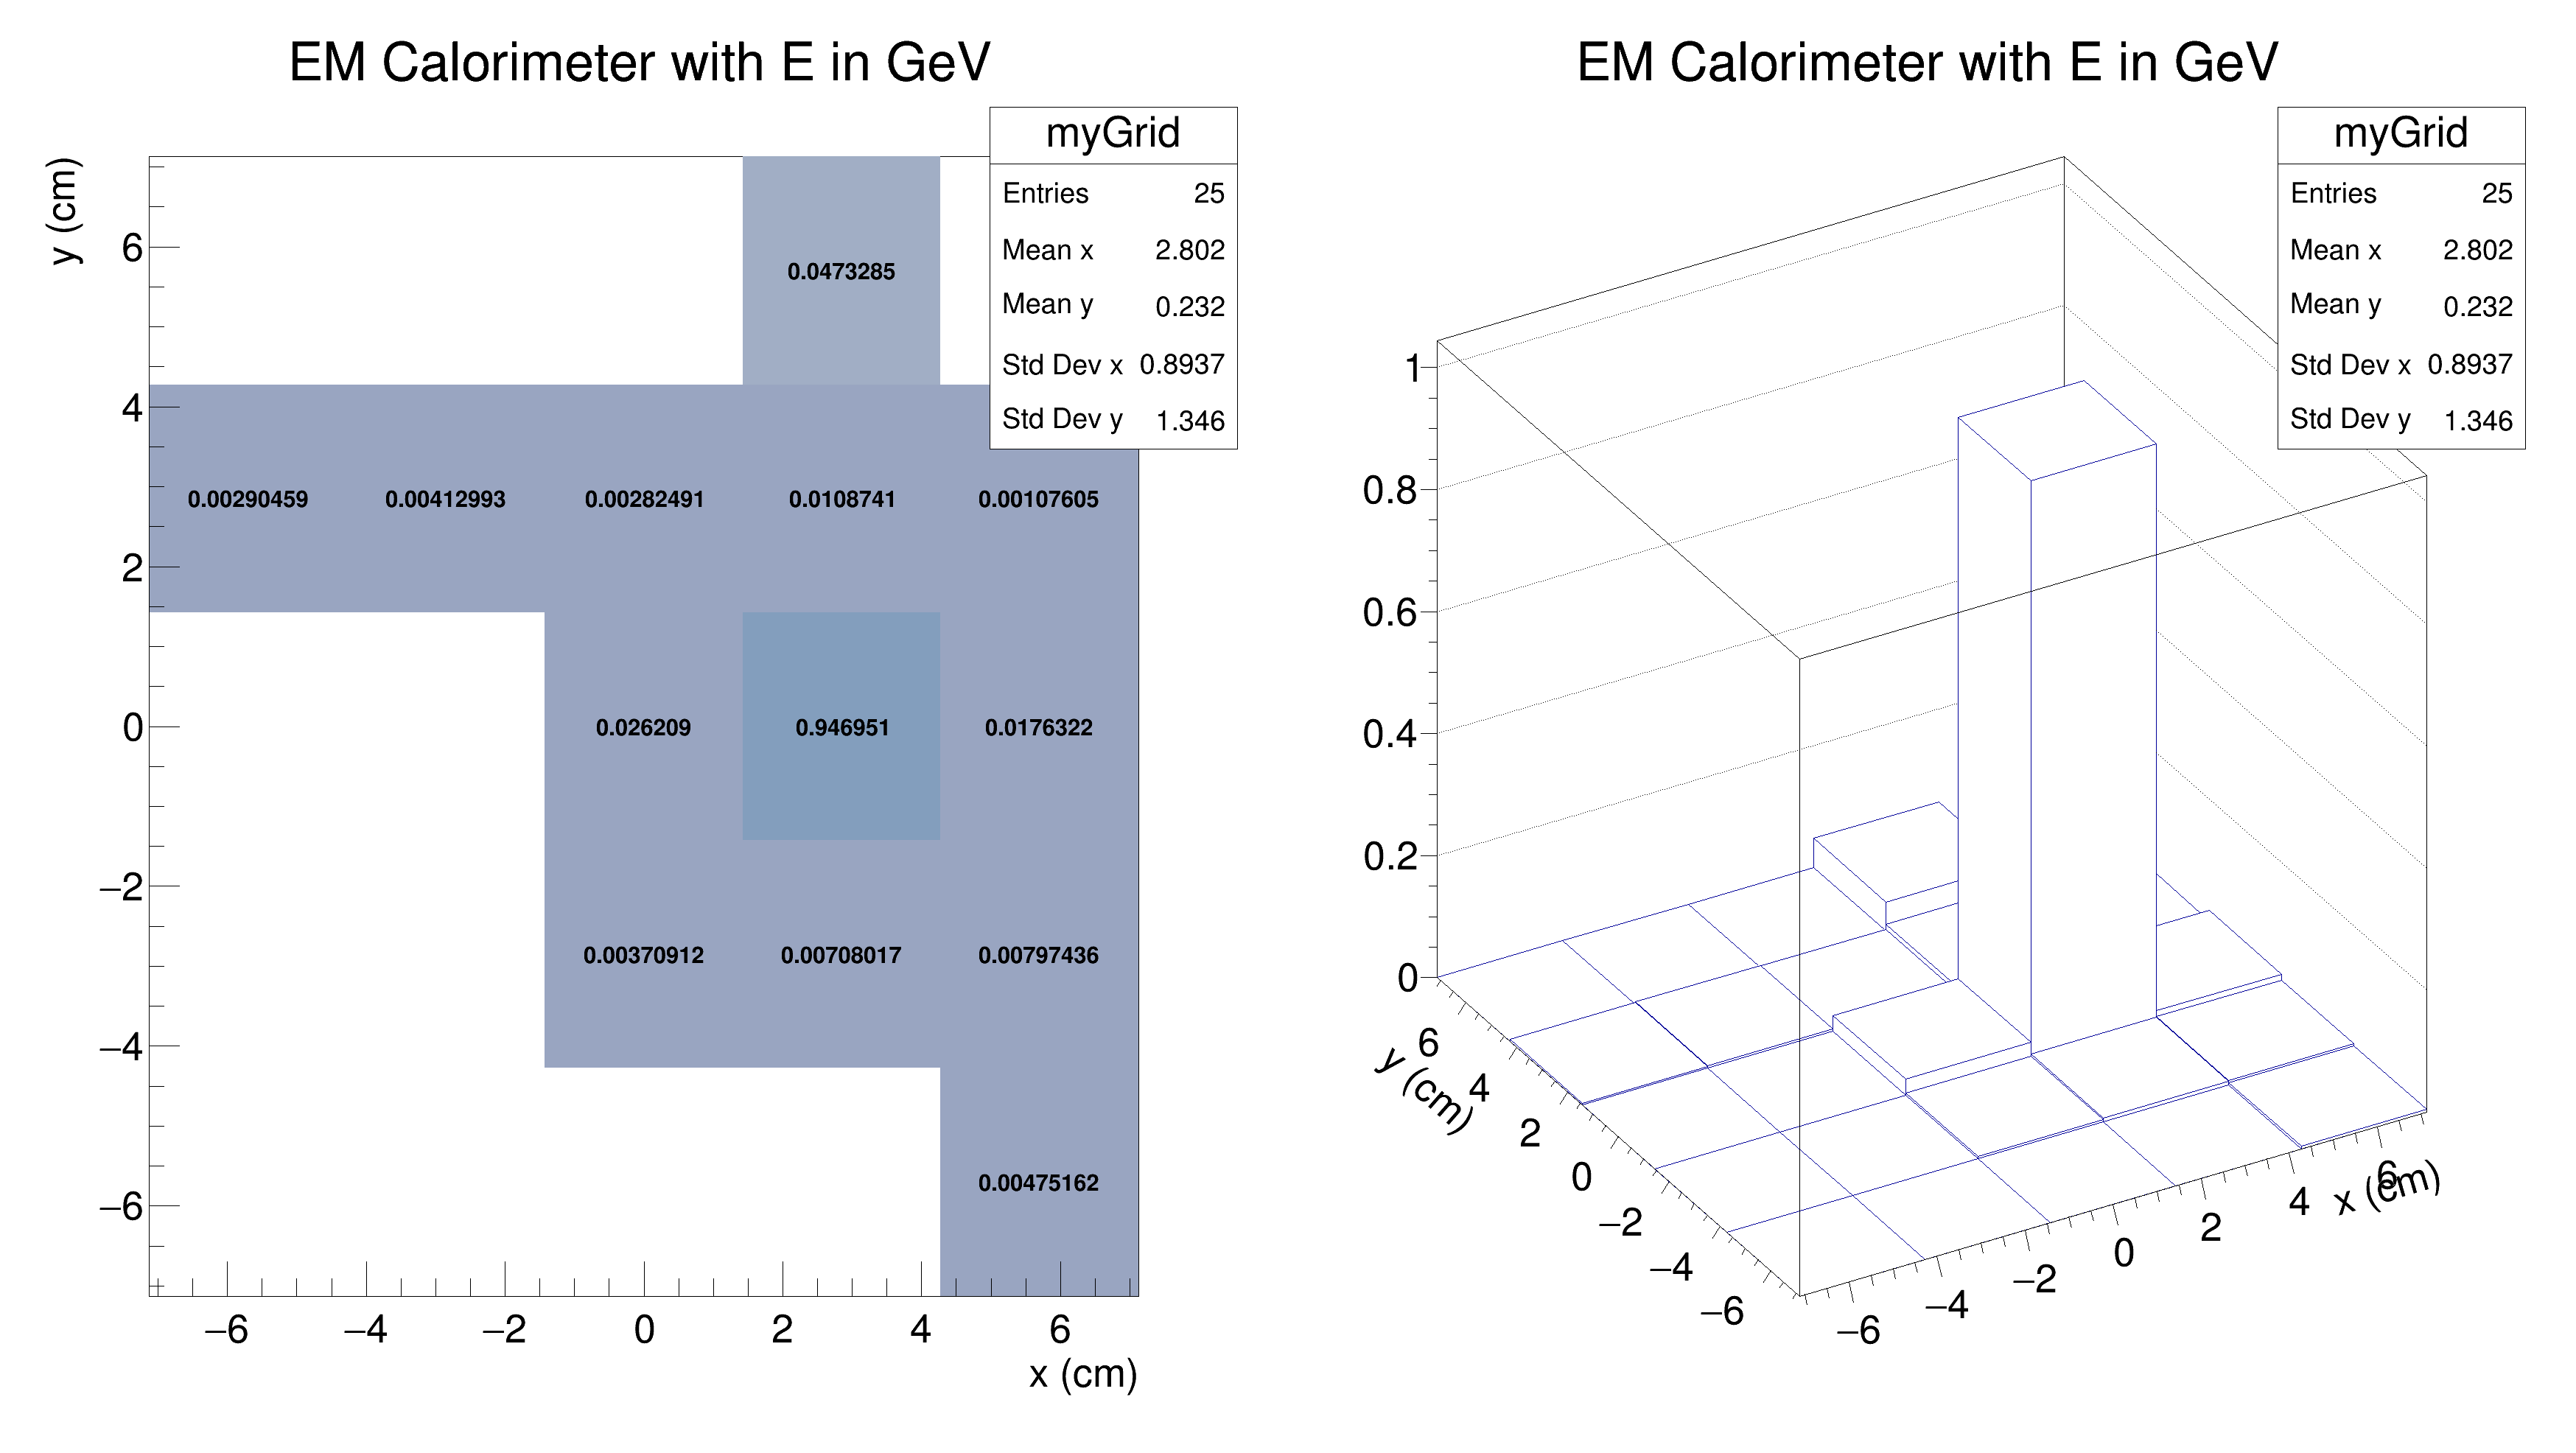 EM Calorimeter with E in GeV
myGrid
Entries 25
Mean x 2.802
Mean y 0.232
Std Dev x 0.8937
Std Dev y 1.346
y (cm)
6
4
2
0
−2
−4
−6
0.0473285
0.00290459 0.00412993 0.00282491 0.0108741 0.00107605
0.026209 0.946951 0.0176322
0.00370912 0.00708017 0.00797436
0.00475162
−6 −4 −2 0 2 4 6
x (cm)
EM Calorimeter with E in GeV
myGrid
Entries 25
Mean x 2.802
Mean y 0.232
Std Dev x 0.8937
Std Dev y 1.346
1
0.8
0.6
0.4
0.2
0
y (cm)
6
4
2
0
−2
−4
−6
−6
−4
−2
0
2
4
6
x (cm)